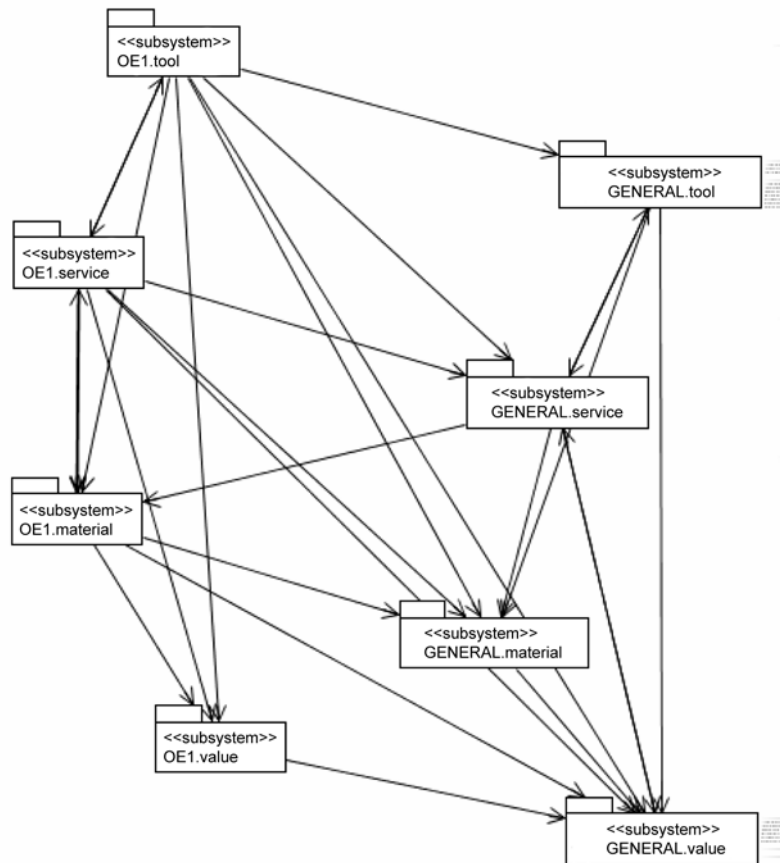 <<subsystem>>
OE1.tool
<<subsystem>>
GENERAL.tool
<<subsystem>>
OE1.service
<<subsystem>>
GENERAL.service
<<subsystem>>
OE1.material
<<subsystem>>
GENERAL.material
<<subsystem>>
OE1.value
<<subsystem>>
GENERAL.value